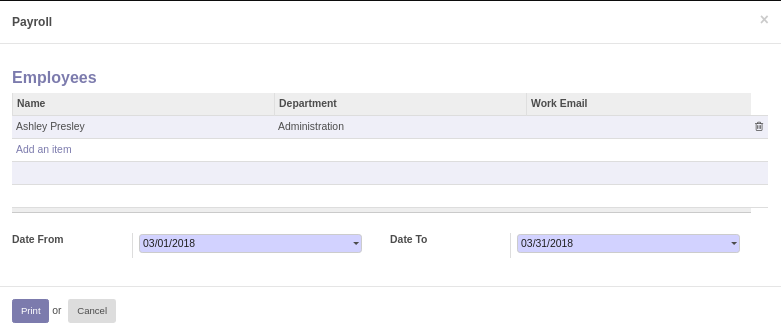 Payroll ×
Employees
Name Department Work Email
Ashley Presley Administration
Add an item
Date From 03/01/2018 Date To 03/31/2018
Print or Cancel